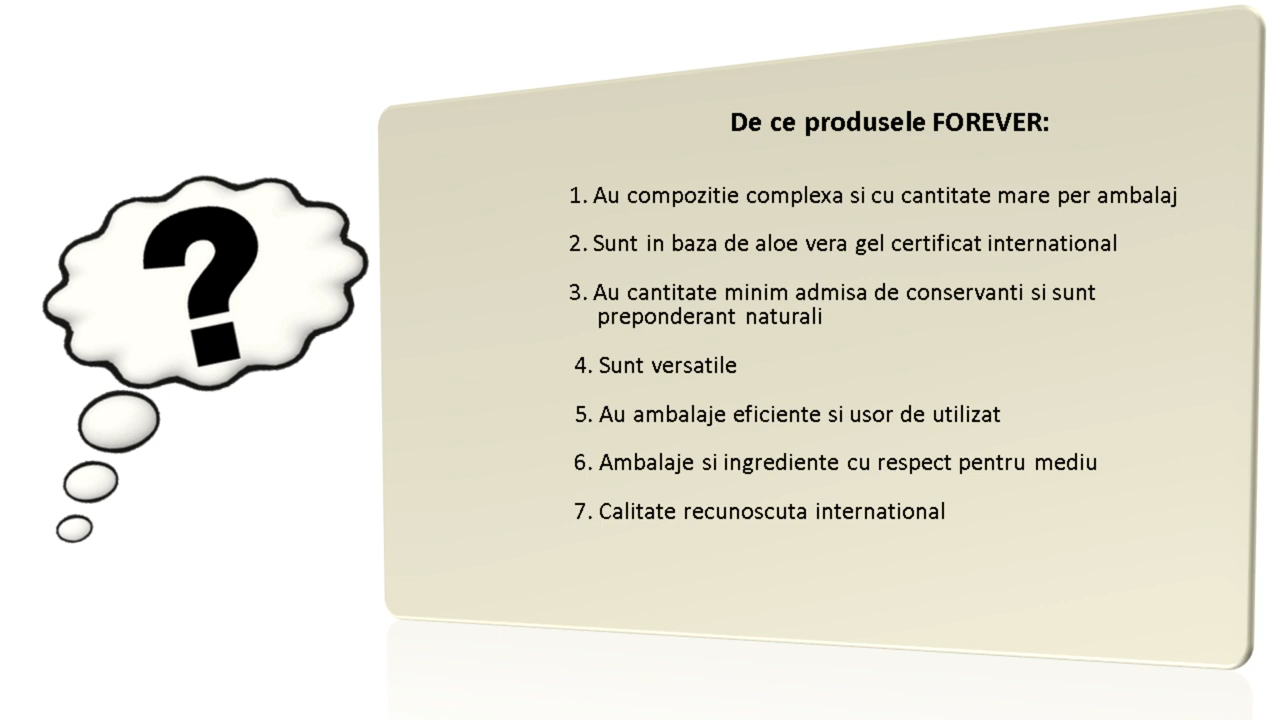 ?
De ce produsele FOREVER:
1. Au compozitie complexa si cu cantitate mare per ambalaj
2. Sunt in baza de aloe vera gel certificat international
3. Au cantitate minim admisa de conservanti si sunt
preponderant naturali
4. Sunt versatile
5. Au ambalaje eficiente si usor de utilizat
6. Ambalaje si ingrediente cu respect pentru mediu
7. Calitate recunoscuta international